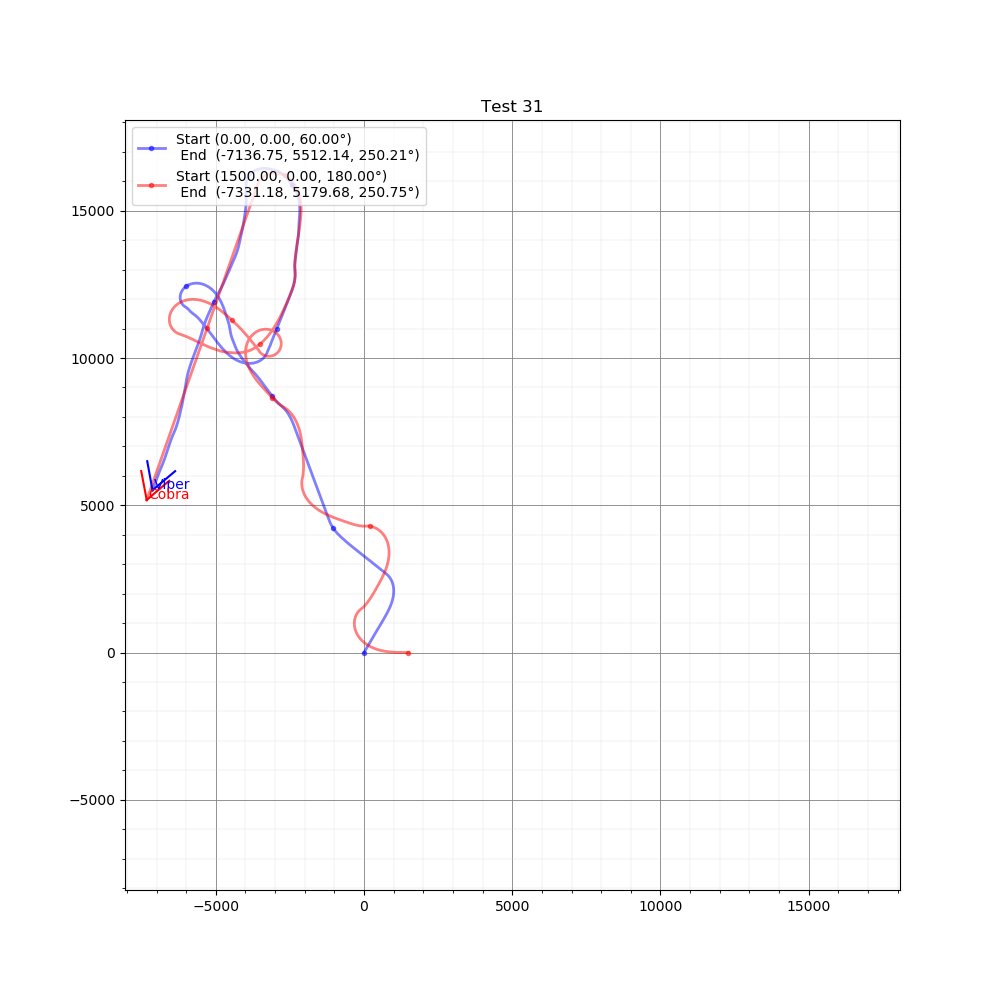 Test 31
Start (0.00, 0.00, 60.00°)
End (-7136.75, 5512.14, 250.21°)
Start (1500.00, 0.00, 180.00°)
End (-7331.18, 5179.68, 250.75°)
15000
10000
Viper
Cobra
5000
0
−5000
−5000
0
5000
10000
15000